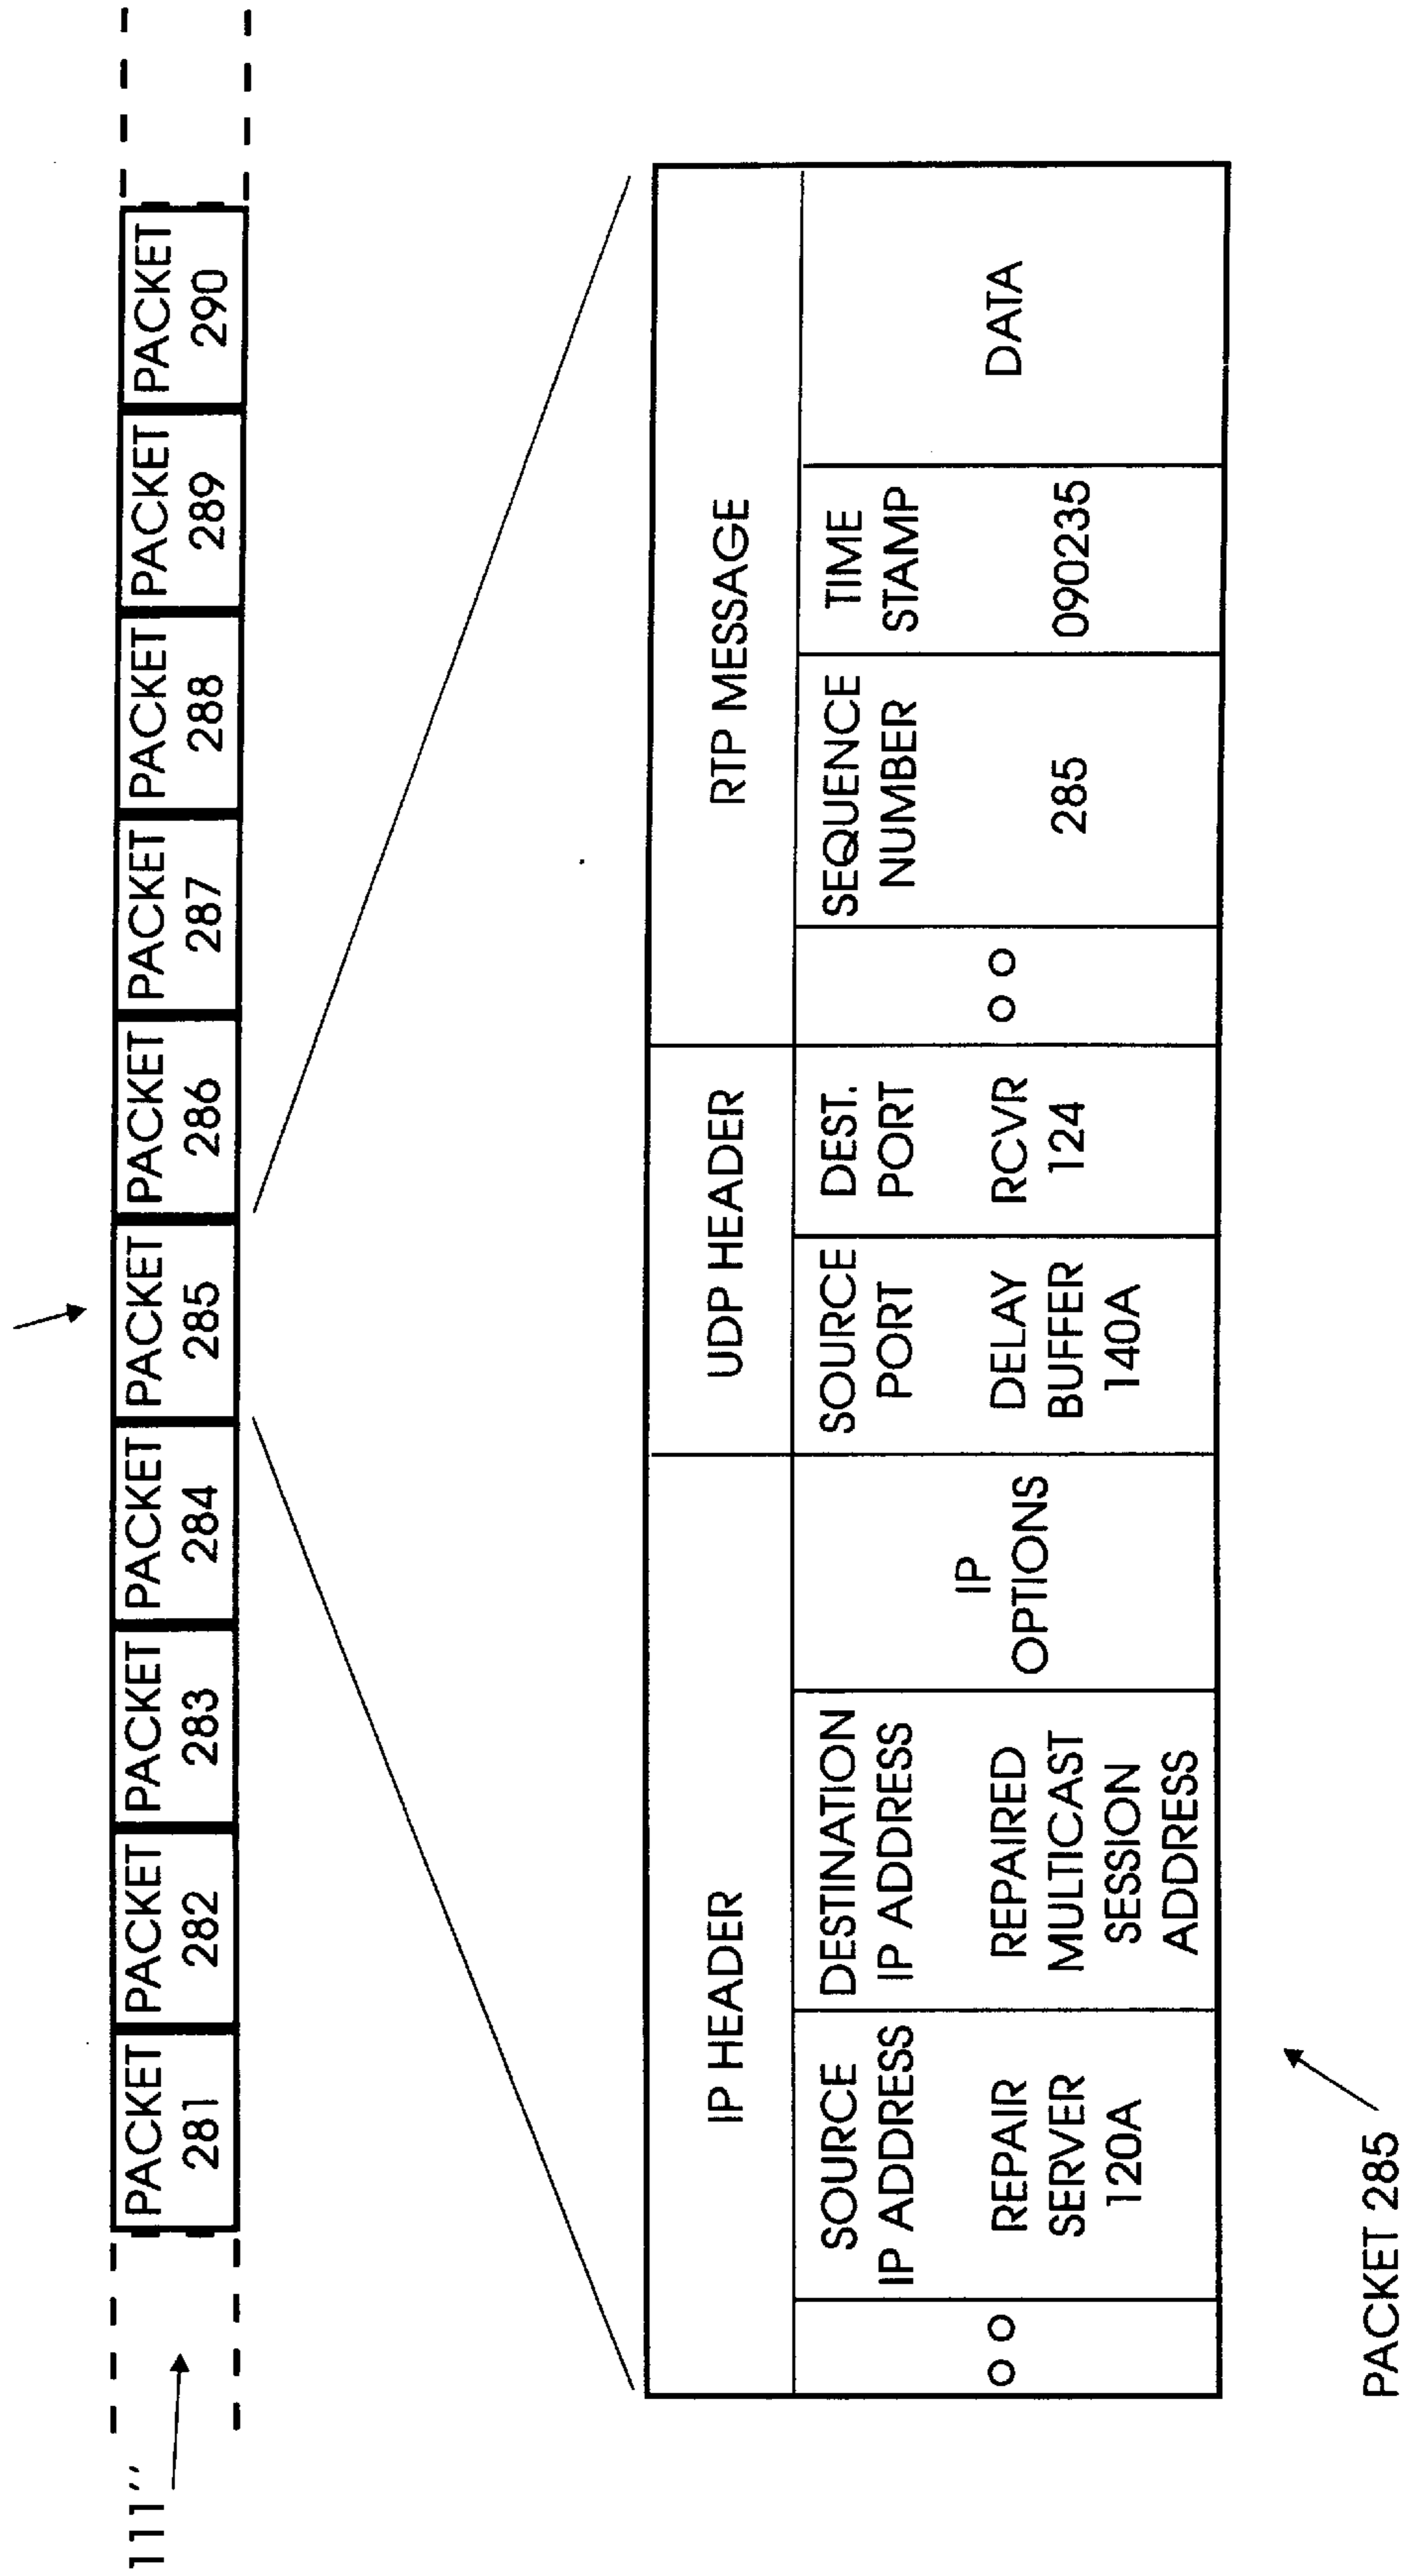 111''
PACKET 281
PACKET 282
PACKET 283
PACKET 284
PACKET 285
PACKET 286
PACKET 287
PACKET 288
PACKET 289
PACKET 290
IP HEADER
UDP HEADER
RTP MESSAGE
SOURCE
IP ADDRESS
REPAIR
SERVER
120A
DESTINATION
IP ADDRESS
REPAIRED
MULTICAST
SESSION
ADDRESS
IP
OPTIONS
SOURCE
PORT
DELAY
BUFFER
140A
DEST.
PORT
RCVR
124
SEQUENCE
NUMBER
285
TIME
STAMP
090235
DATA
PACKET 285